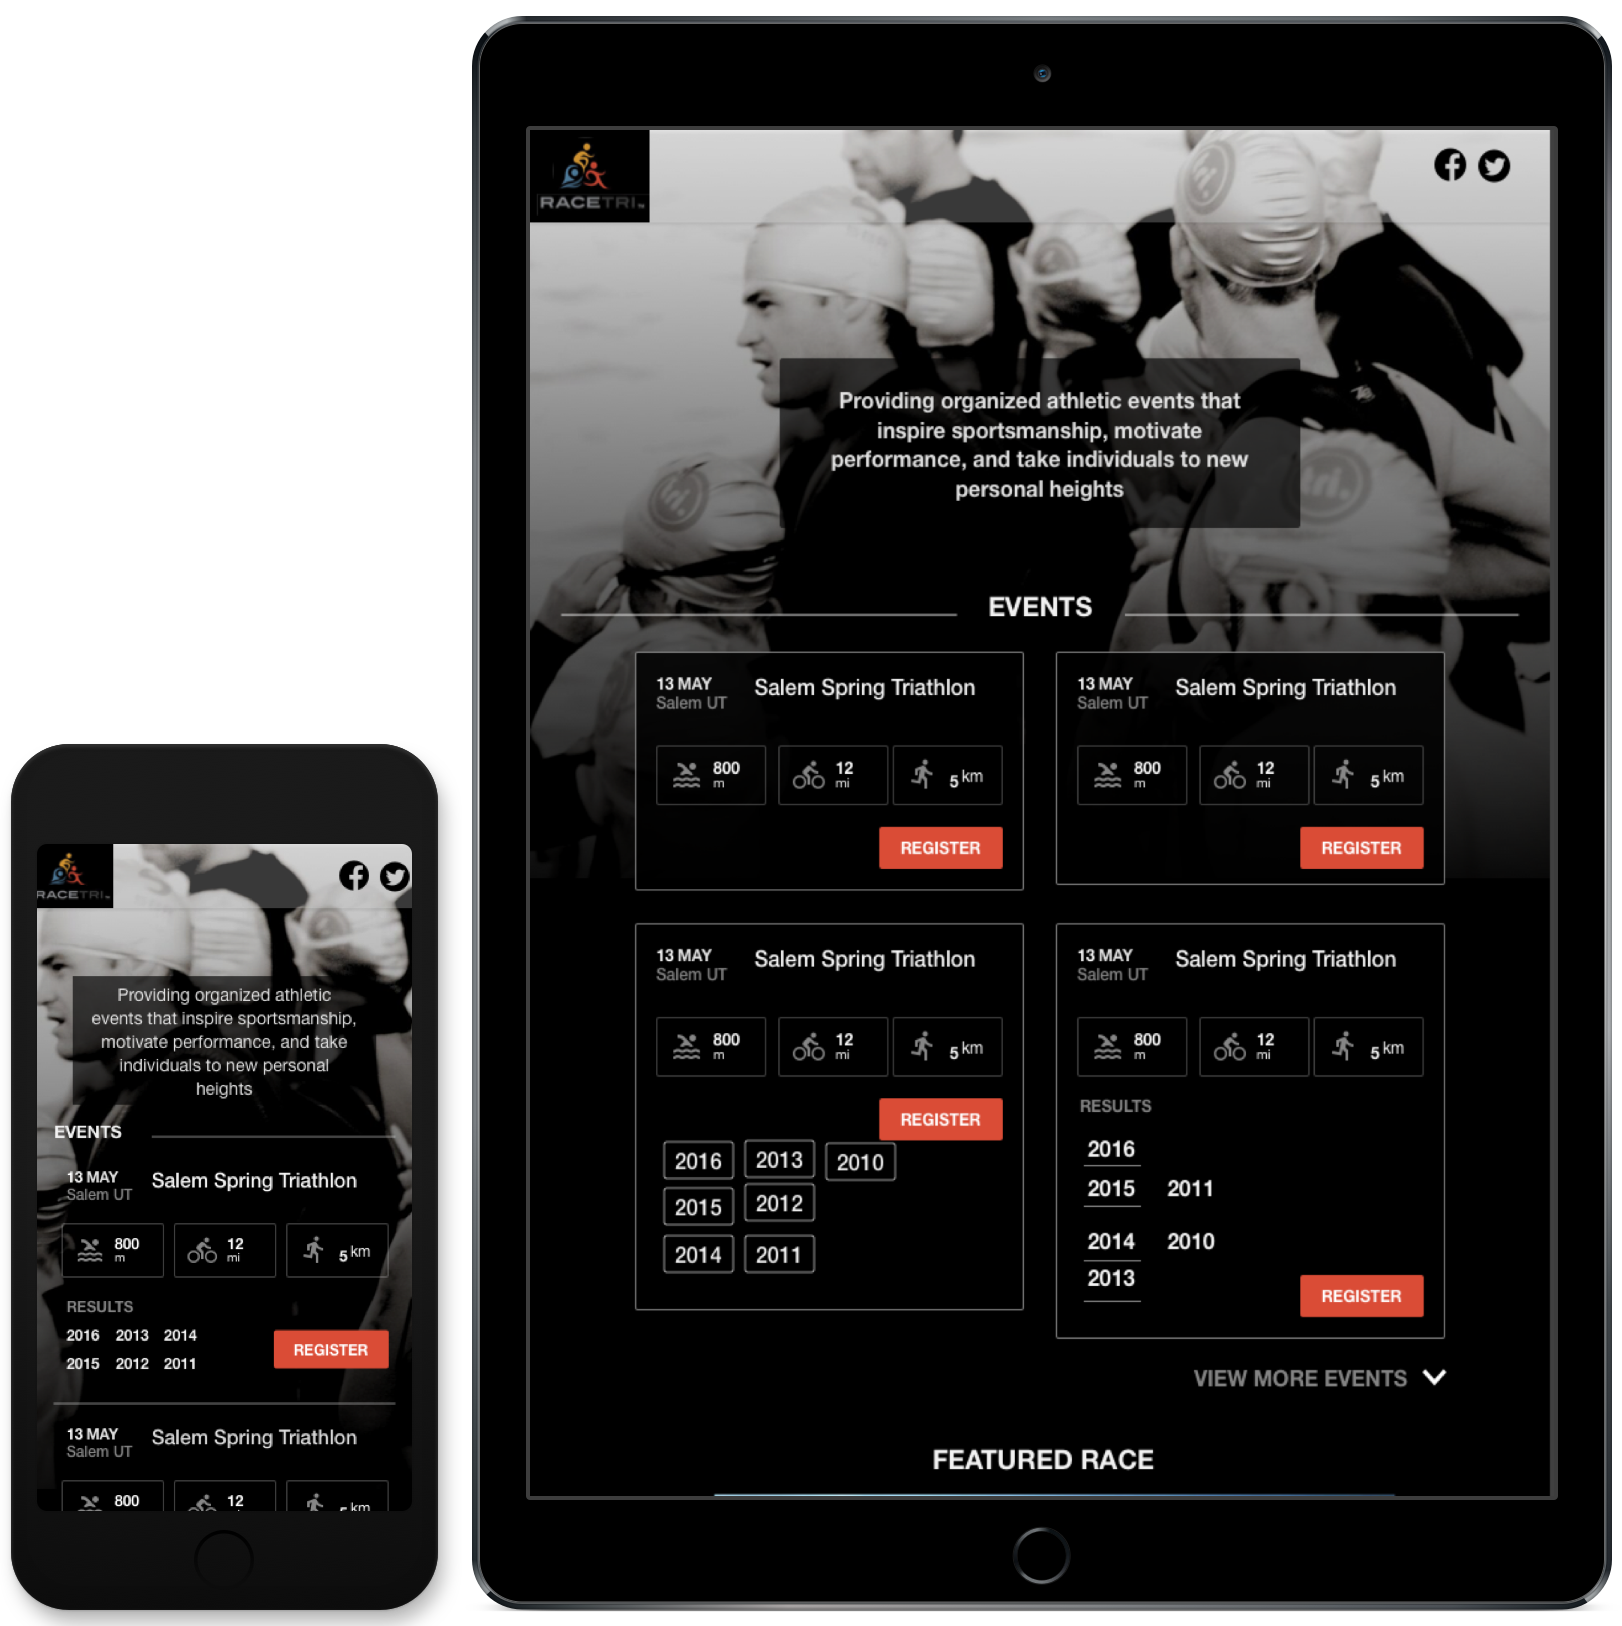 RACETRI
Providing organized athletic
events that inspire sportsmanship,
motivate performance, and take
individuals to new personal
heights
EVENTS
13 MAY
Salem UT
Salem Spring Triathlon
800
m
12
mi
5 km
RESULTS
2016 2013 2014
2015 2012 2011
REGISTER
13 MAY
Salem UT
Salem Spring Triathlon
800
12
km
RACETRI
tri.
Providing organized athletic events that
inspire sportsmanship, motivate
performance, and take individuals to new
personal heights
EVENTS
13 MAY
Salem UT
Salem Spring Triathlon
800
m
12
mi
5 km
REGISTER
13 MAY
Salem UT
Salem Spring Triathlon
800
m
12
mi
5 km
REGISTER
13 MAY
Salem UT
Salem Spring Triathlon
800
m
12
mi
5 km
REGISTER
2016 2013 2010
2015 2012
2014 2011
13 MAY
Salem UT
Salem Spring Triathlon
800
m
12
mi
5 km
RESULTS
2016
2015 2011
2014 2010
2013
REGISTER
VIEW MORE EVENTS
FEATURED RACE